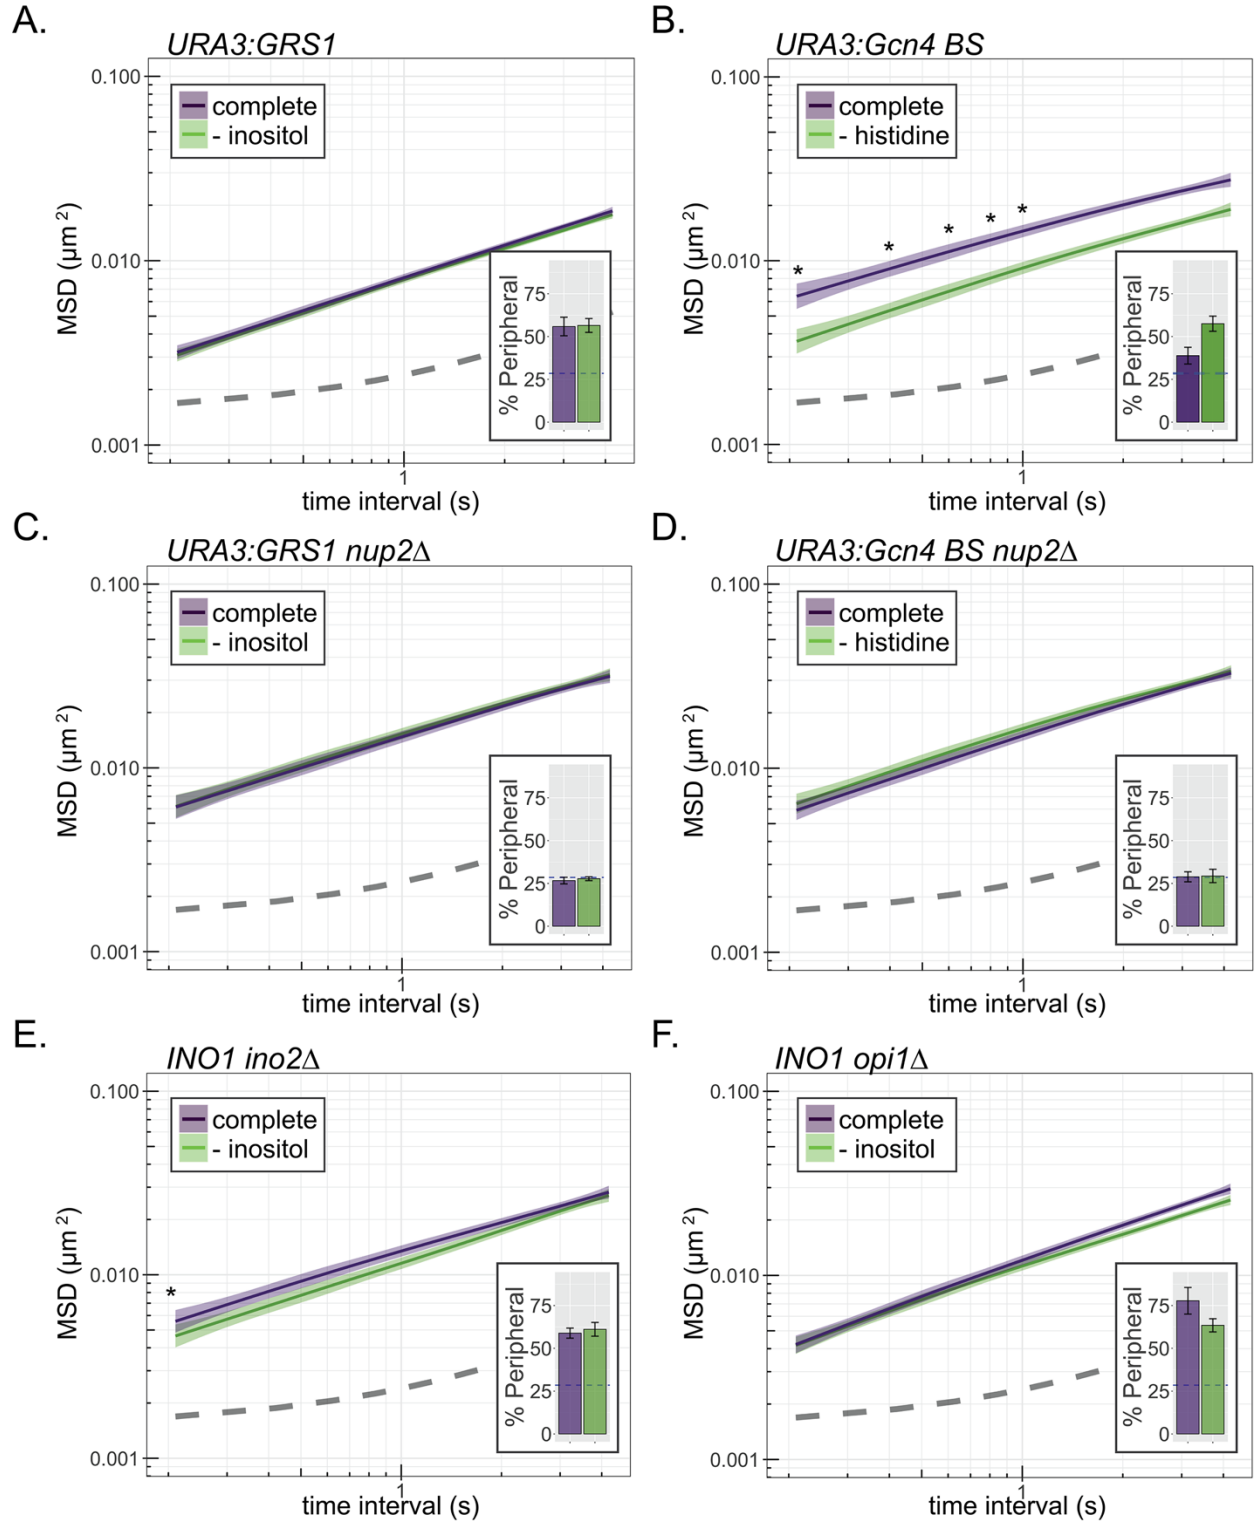 A.
URA3:GRS1
0.100
0.010
0.001
MSD (µm ²)
complete
- inositol
% Peripheral
75
50
25
0
1
time interval (s)
B.
URA3:Gcn4 BS
0.100
0.010
0.001
MSD (µm ²)
complete
- histidine
* * * * *
% Peripheral
75
50
25
0
1
time interval (s)
C.
URA3:GRS1 nup2Δ
0.100
0.010
0.001
MSD (µm ²)
complete
- inositol
% Peripheral
75
50
25
0
1
time interval (s)
D.
URA3:Gcn4 BS nup2Δ
0.100
0.010
0.001
MSD (µm ²)
complete
- histidine
% Peripheral
75
50
25
0
1
time interval (s)
E.
INO1 ino2Δ
0.100
0.010
0.001
MSD (µm ²)
complete
- inositol
*
% Peripheral
75
50
25
0
1
time interval (s)
F.
INO1 opi1Δ
0.100
0.010
0.001
MSD (µm ²)
complete
- inositol
% Peripheral
75
50
25
0
1
time interval (s)